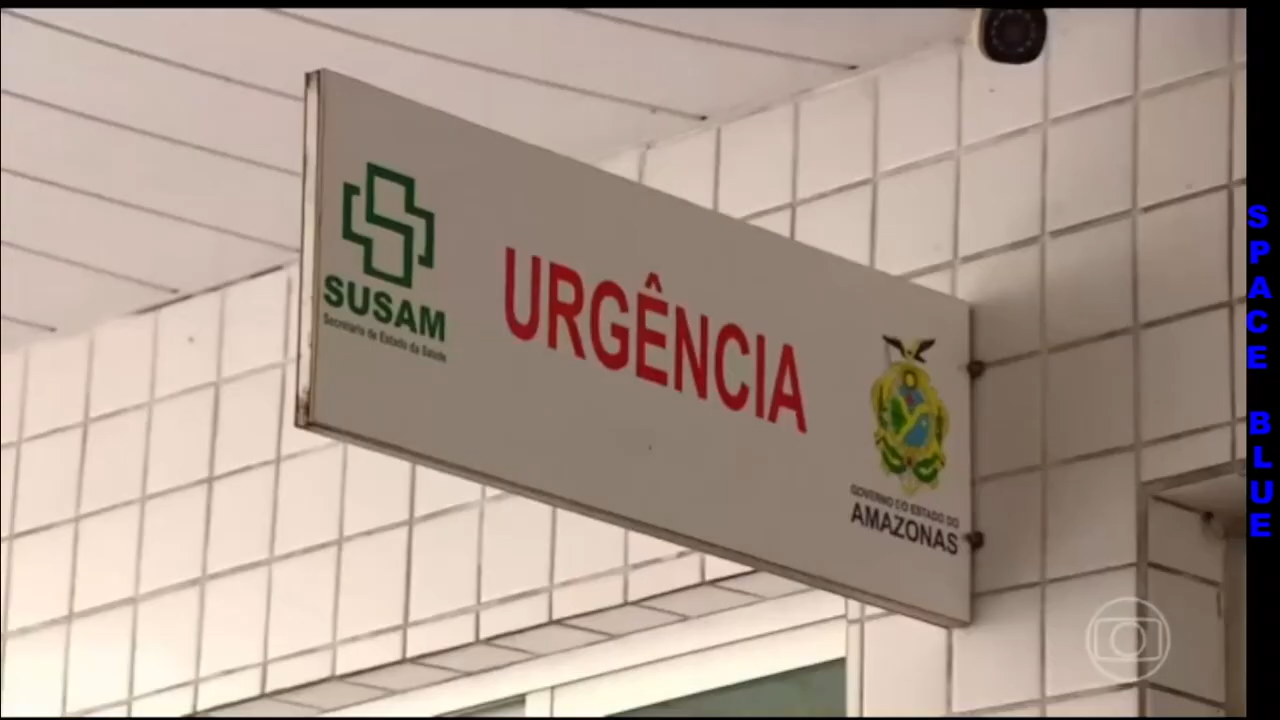 SUSAM
Secretaria de Estado da Saúde
URGÊNCIA
GOVERNO DO ESTADO DO
AMAZONAS
SPACE BLUE